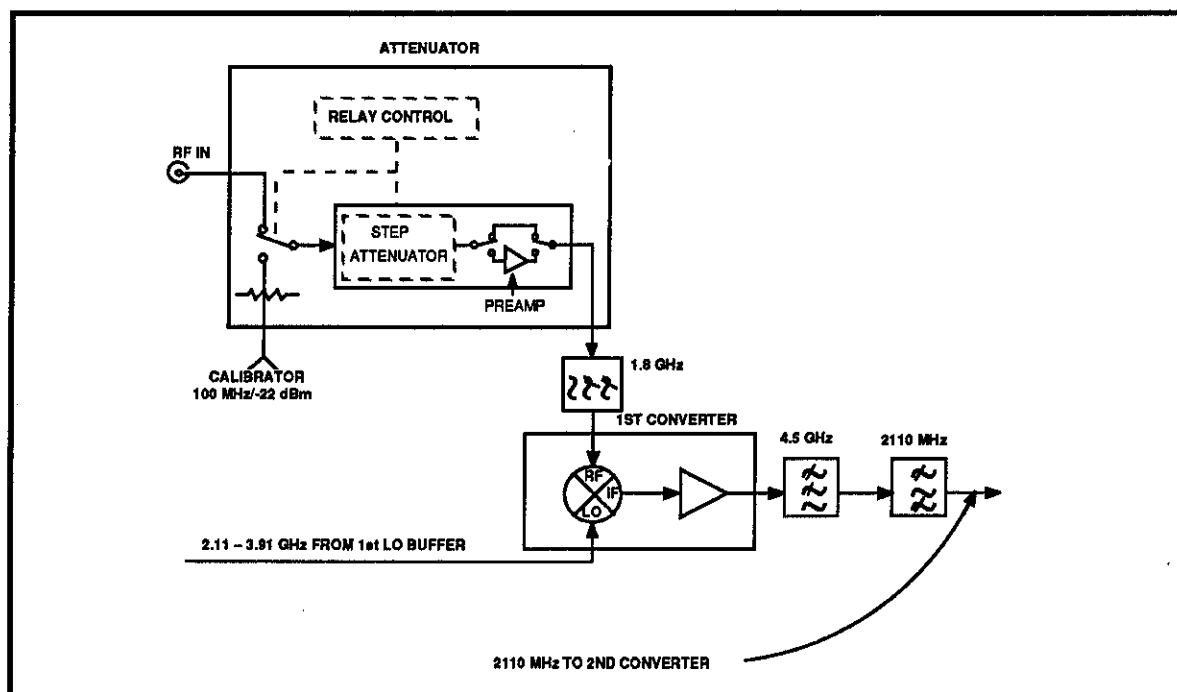 ATTENUATOR
RELAY CONTROL
RF IN
STEP
ATTENUATOR
PREAMP
CALIBRATOR
100 MHz/-22 dBm
1.8 GHz
1ST CONVERTER
4.5 GHz
2110 MHz
RF
IF
LO
2.11 – 3.91 GHz FROM 1st LO BUFFER
2110 MHz TO 2ND CONVERTER